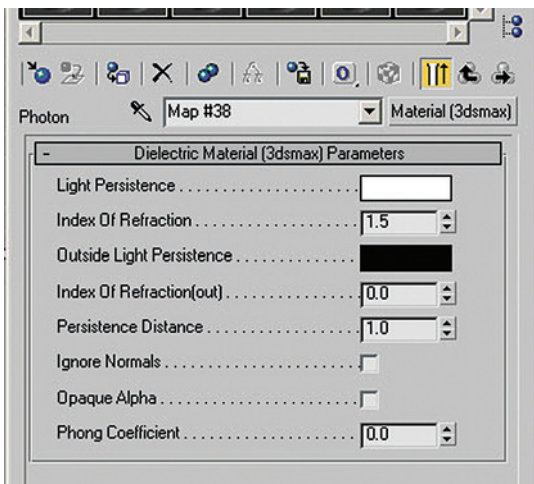 Photon Map #38 Material (3dsmax)
- Dielectric Material (3dsmax) Parameters
Light Persistence . . . . . . . . . . . . . . . . . . . . .
Index Of Refraction . . . . . . . . . . . . . . . . . . . 1.5
Outside Light Persistence . . . . . . . . . . . . . .
Index Of Refraction(out) . . . . . . . . . . . . . . . 0.0
Persistence Distance . . . . . . . . . . . . . . . . . 1.0
Ignore Normals . . . . . . . . . . . . . . . . . . . . . . .
Opaque Alpha . . . . . . . . . . . . . . . . . . . . . . . .
Phong Coefficient . . . . . . . . . . . . . . . . . . . . 0.0